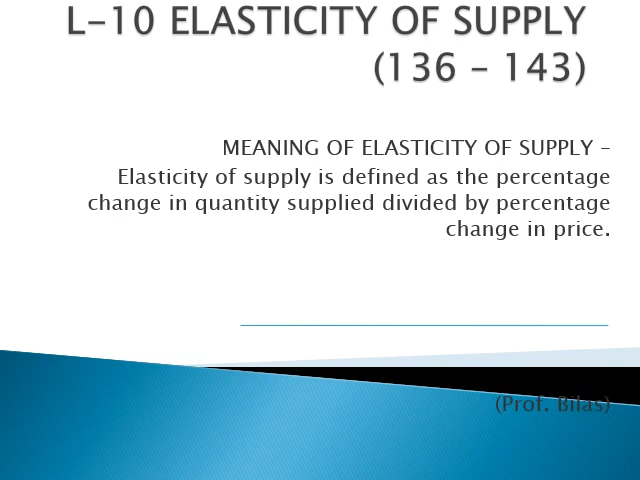 L-10 ELASTICITY OF SUPPLY
(136 – 143)
MEANING OF ELASTICITY OF SUPPLY –
Elasticity of supply is defined as the percentage
change in quantity supplied divided by percentage
change in price.
(Prof. Bilas)